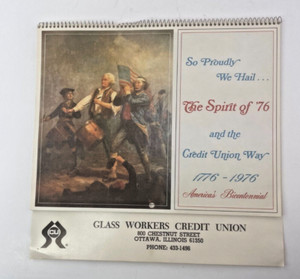 So Proudly
We Hail...
The Spirit of '76
and the
Credit Union Way
1776-1976
America's Bicentennial
CU
GLASS WORKERS CREDIT UNION
800 CHESTNUT STREET
OTTAWA, ILLINOIS 61350
PHONE: 433-1496